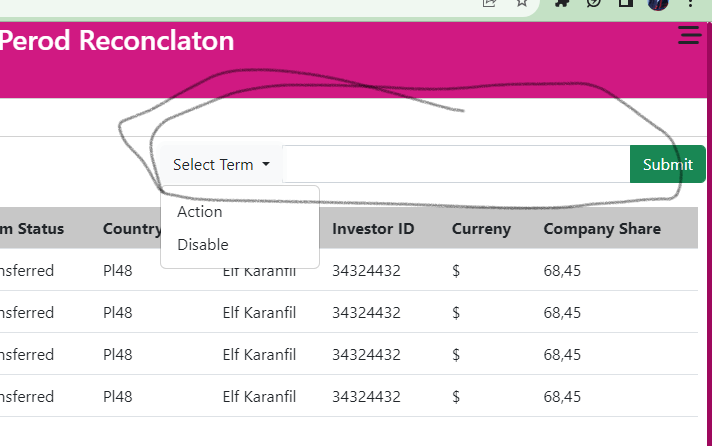 Perod Reconclaton
Select Term Submit
Action
Disable
m Status Country Investor ID Curreny Company Share
nsferred Pl48 Elf Karanfil 34324432 $ 68,45
nsferred Pl48 Elf Karanfil 34324432 $ 68,45
nsferred Pl48 Elf Karanfil 34324432 $ 68,45
nsferred Pl48 Elf Karanfil 34324432 $ 68,45